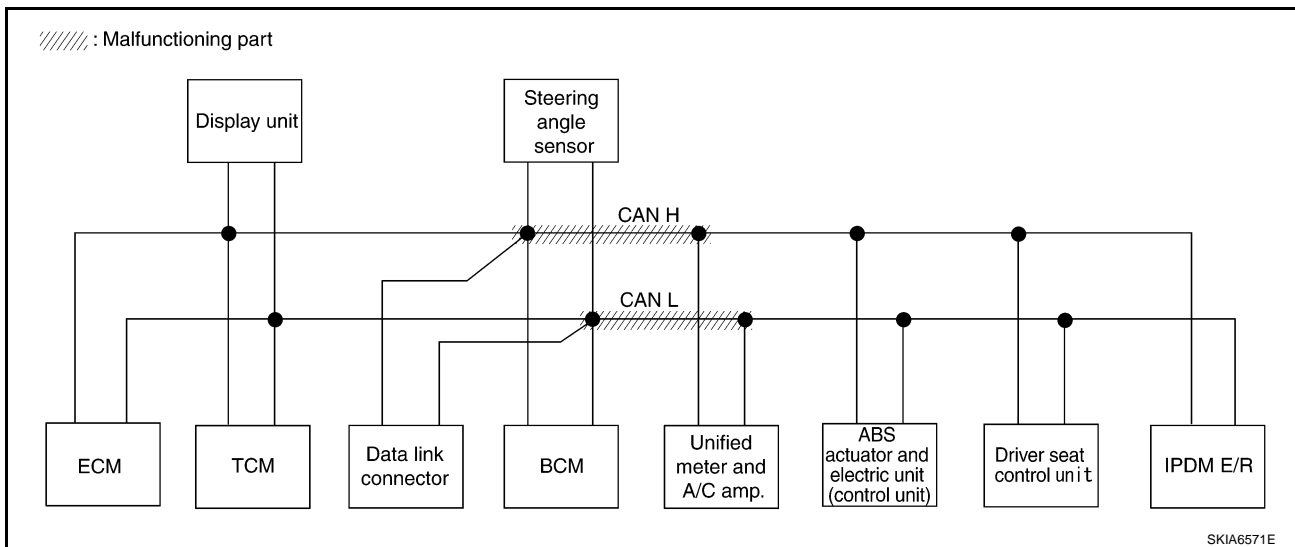 : Malfunctioning part
Display unit
Steering
angle
sensor
CAN H
CAN L
ECM
TCM
Data link
connector
BCM
Unified
meter and
A/C amp.
ABS
actuator and
electric unit
(control unit)
Driver seat
control unit
IPDM E/R
SKIA6571E